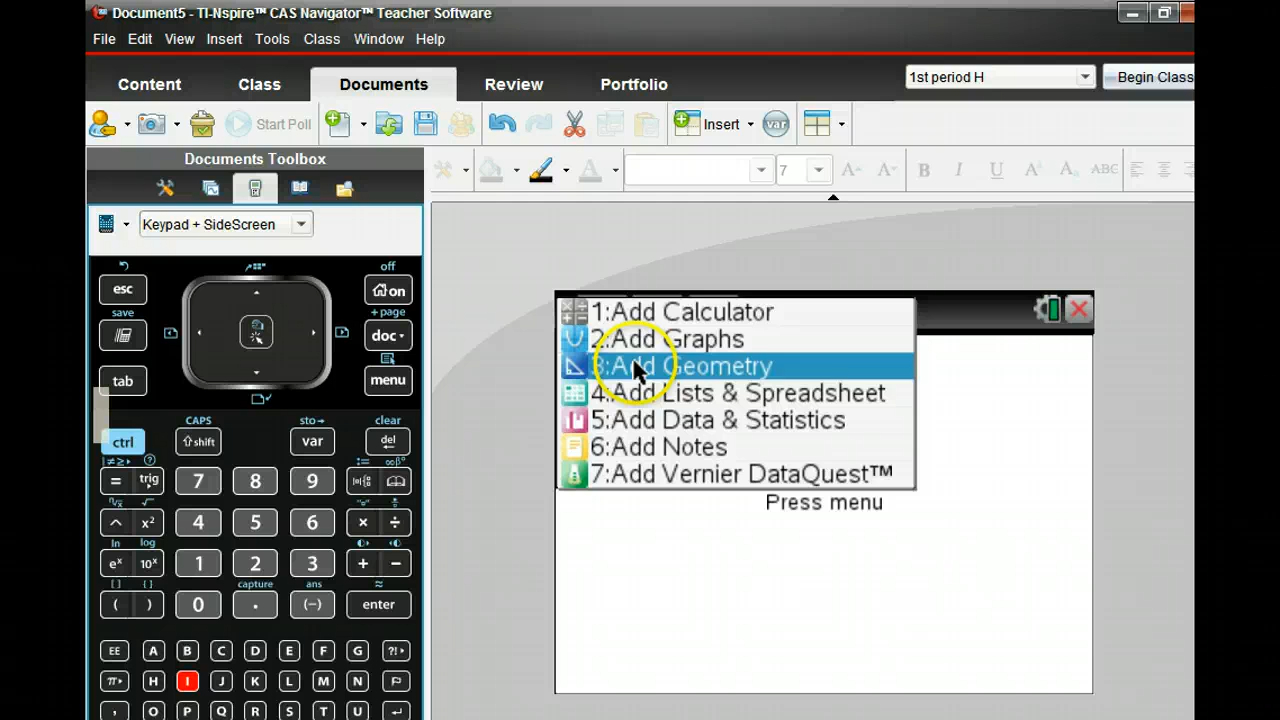 Document5 - TI-Nspire™ CAS Navigator™ Teacher Software
File Edit View Insert Tools Class Window Help
Content Class Documents Review Portfolio 1st period H Begin Class
Start Poll Insert var
Documents Toolbox
7 A A B I U A A ABC
Keypad + SideScreen
off
esc on
save + page
doc
tab menu
1:Add Calculator
2:Add Graphs
3:Add Geometry
4:Add Lists & Spreadsheet
5:Add Data & Statistics
6:Add Notes
7:Add Vernier DataQuest™
Press menu
CAPS sto→ clear
ctrl ⇧shift var del
= trig 7 8 9
^ x² 4 5 6 × ÷
ln log
eˣ 10ˣ 1 2 3 + −
[ ] { } capture ans ≈
( ) 0 . (−) enter
EE A B C D E F G ?!▸
π▸ H I J K L M N
, O P Q R S T U